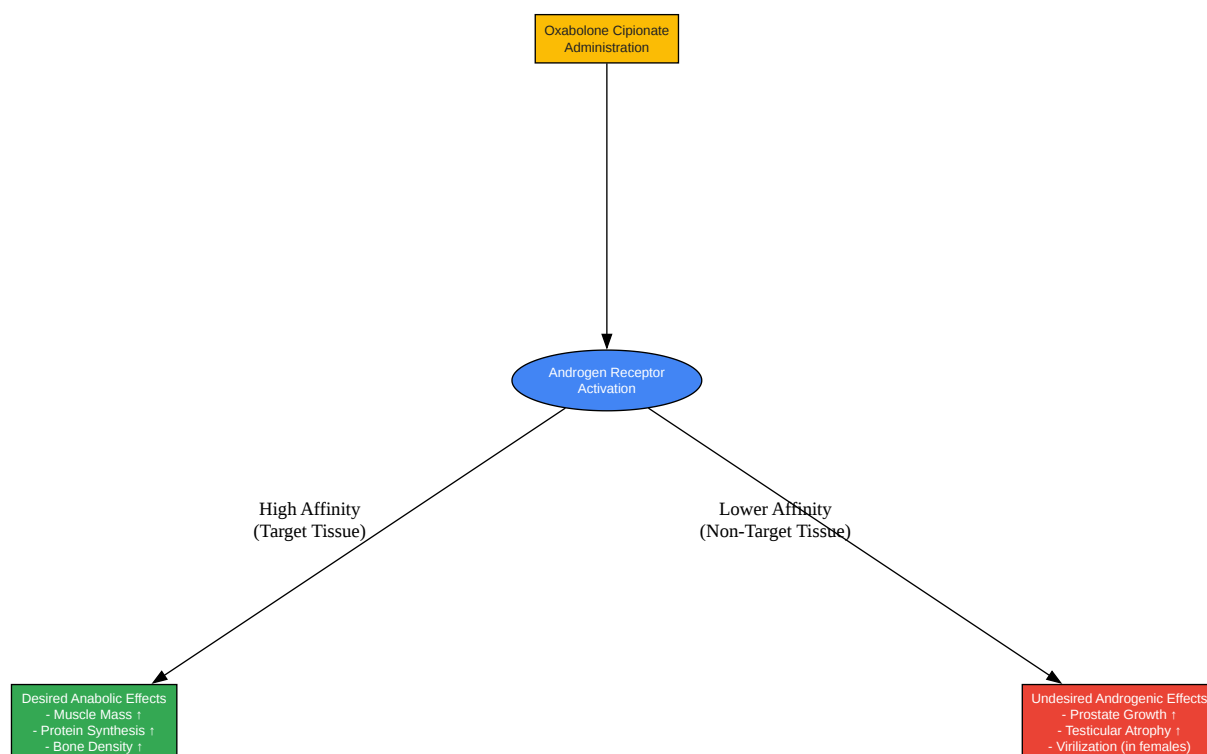 Oxabolone Cipionate
Administration
Androgen Receptor
Activation
High Affinity
(Target Tissue)
Lower Affinity
(Non-Target Tissue)
Desired Anabolic Effects
- Muscle Mass ↑
- Protein Synthesis ↑
- Bone Density ↑
Undesired Androgenic Effects
- Prostate Growth ↑
- Testicular Atrophy ↑
- Virilization (in females)